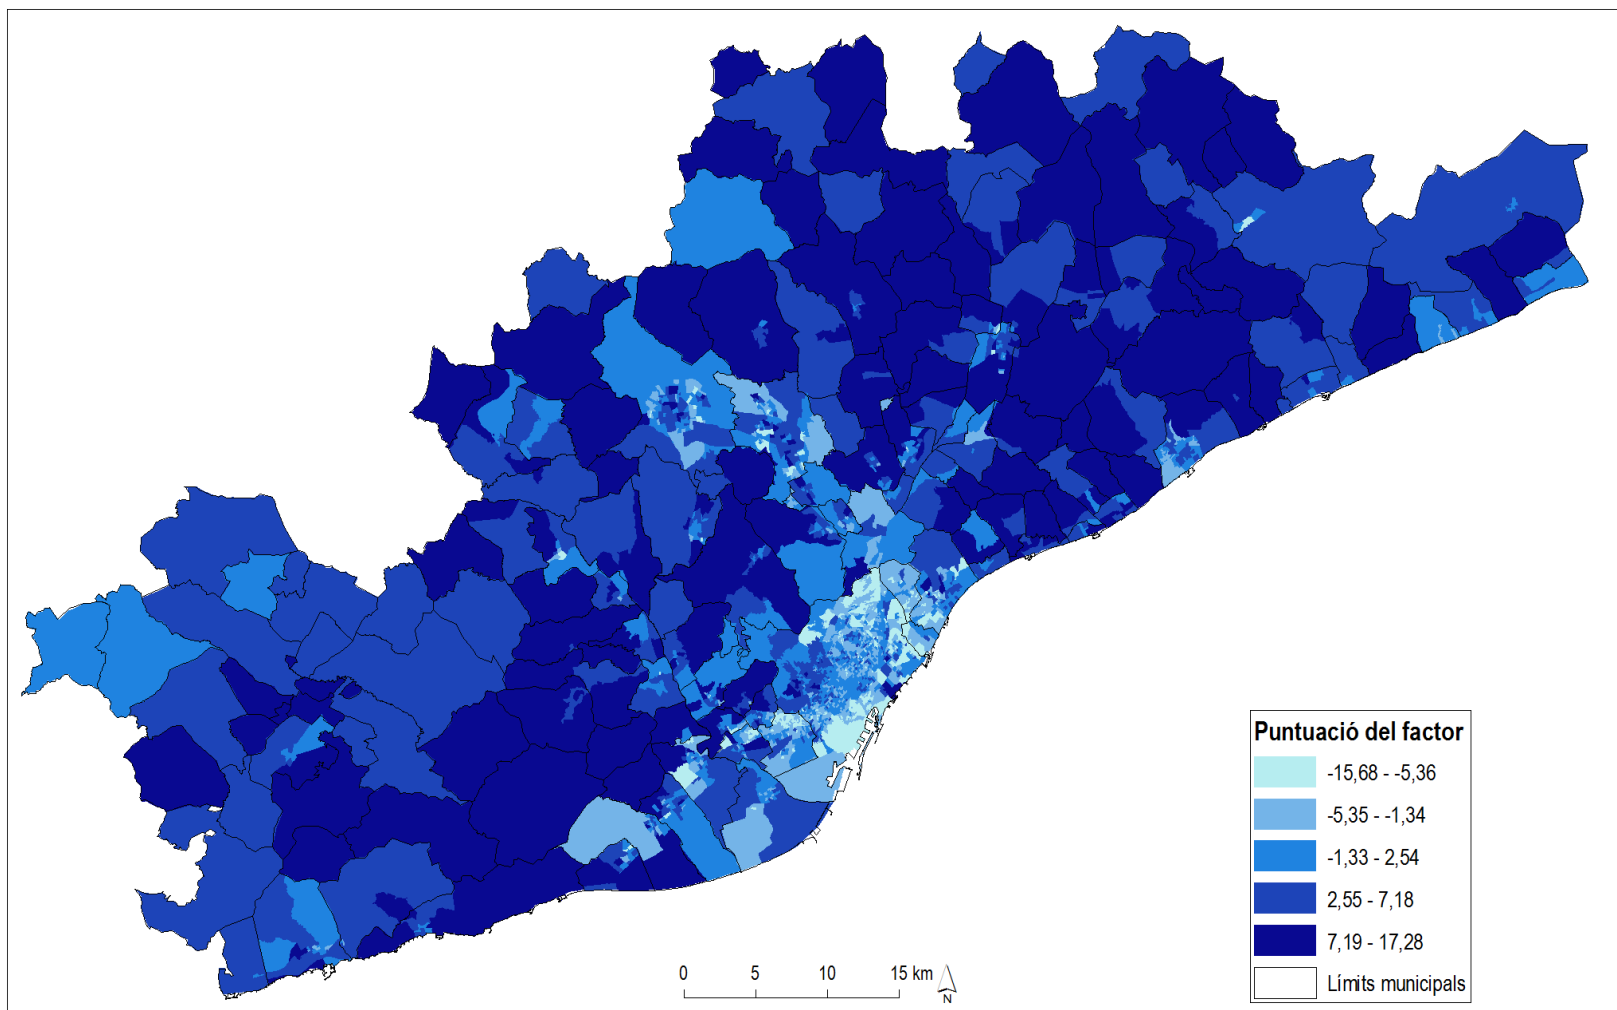 Puntuació del factor
-15,68 - -5,36
-5,35 - -1,34
-1,33 - 2,54
2,55 - 7,18
7,19 - 17,28
Límits municipals
0 5 10 15 km
N